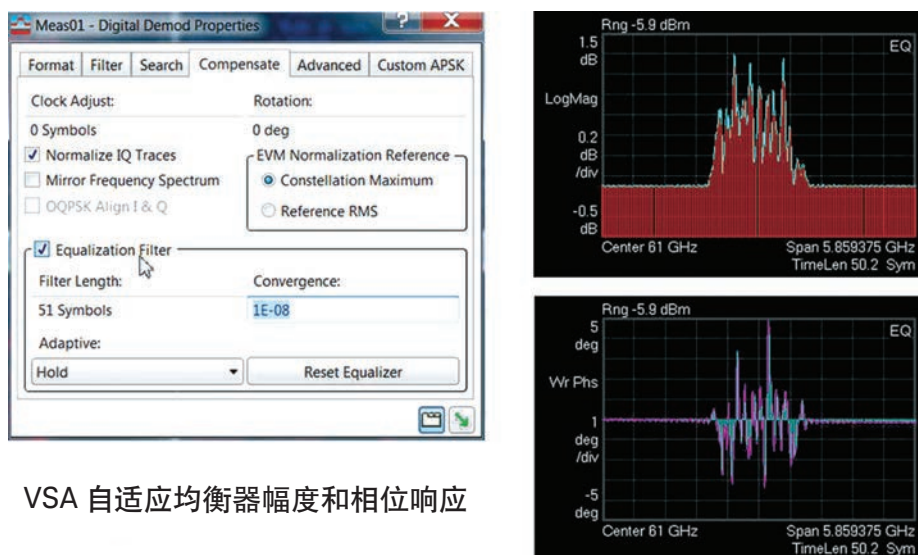 Meas01 - Digital Demod Properties
? X
Format Filter Search Compensate Advanced Custom APSK
Clock Adjust: Rotation:
0 Symbols 0 deg
Normalize IQ Traces
Mirror Frequency Spectrum
OQPSK Align I & Q
EVM Normalization Reference
Constellation Maximum
Reference RMS
Equalization Filter
Filter Length: Convergence:
51 Symbols 1E-08
Adaptive:
Hold Reset Equalizer
VSA 自适应均衡器幅度和相位响应
Rng -5.9 dBm
1.5
dB
EQ
LogMag
0.2
dB
/div
-0.5
dB
Center 61 GHz Span 5.859375 GHz
TimeLen 50.2 Sym
Rng -5.9 dBm
5
deg
EQ
Wr Phs
1
deg
/div
-5
deg
Center 61 GHz Span 5.859375 GHz
TimeLen 50.2 Sym